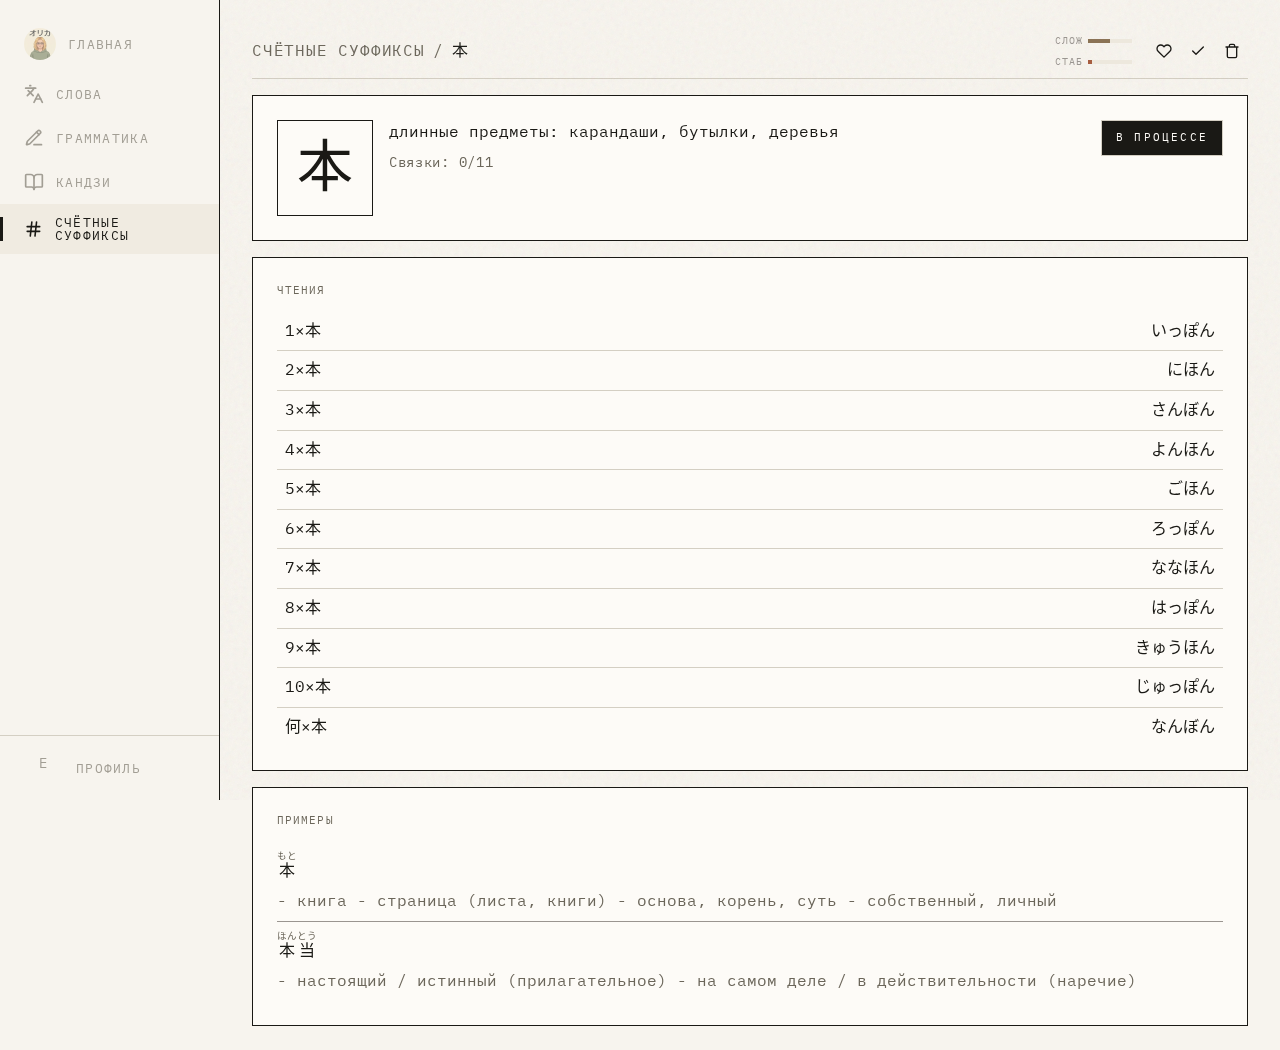 オリカ
ГЛАВНАЯ
СЛОВА
ГРАММАТИКА
КАНДЗИ
СЧЁТНЫЕ
СУФФИКСЫ
Е
ПРОФИЛЬ
СЧЁТНЫЕ СУФФИКСЫ / 本
СЛОЖ
СТАБ
本
длинные предметы: карандаши, бутылки, деревья
Связки: 0/11
В ПРОЦЕССЕ
ЧТЕНИЯ
1×本 いっぽん
2×本 にほん
3×本 さんぼん
4×本 よんほん
5×本 ごほん
6×本 ろっぽん
7×本 ななほん
8×本 はっぽん
9×本 きゅうほん
10×本 じゅっぽん
何×本 なんぼん
ПРИМЕРЫ
もと
本
- книга - страница (листа, книги) - основа, корень, суть - собственный, личный
ほんとう
本当
- настоящий / истинный (прилагательное) - на самом деле / в действительности (наречие)